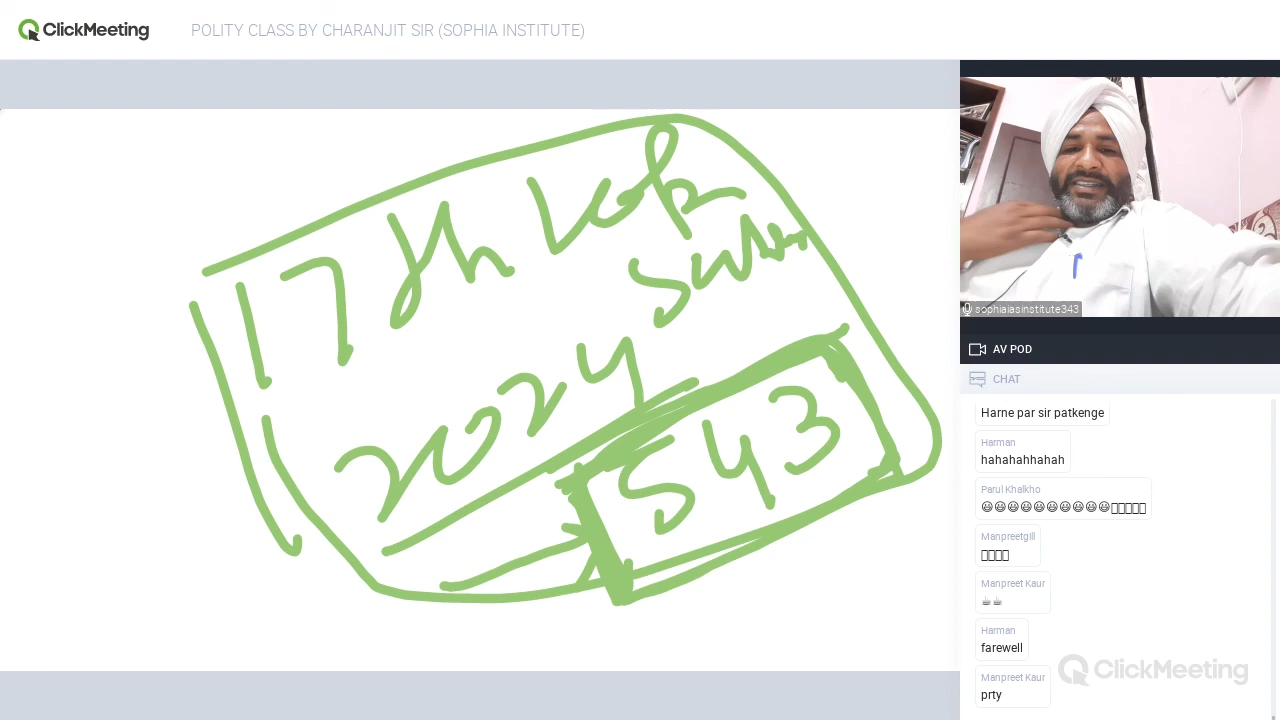 ClickMeeting
POLITY CLASS BY CHARANJIT SIR (SOPHIA INSTITUTE)
17th Lok
2024
543
sophiaiasinstitute343
AV POD
CHAT
Harne par sir patkenge
Harman
hahahahhahah
Parul Khalkho
😃😃😃😃😃😃😃😃😃😃
Manpreetgill
Manpreet Kaur
☕☕
Harman
farewell
Manpreet Kaur
prty
ClickMeeting